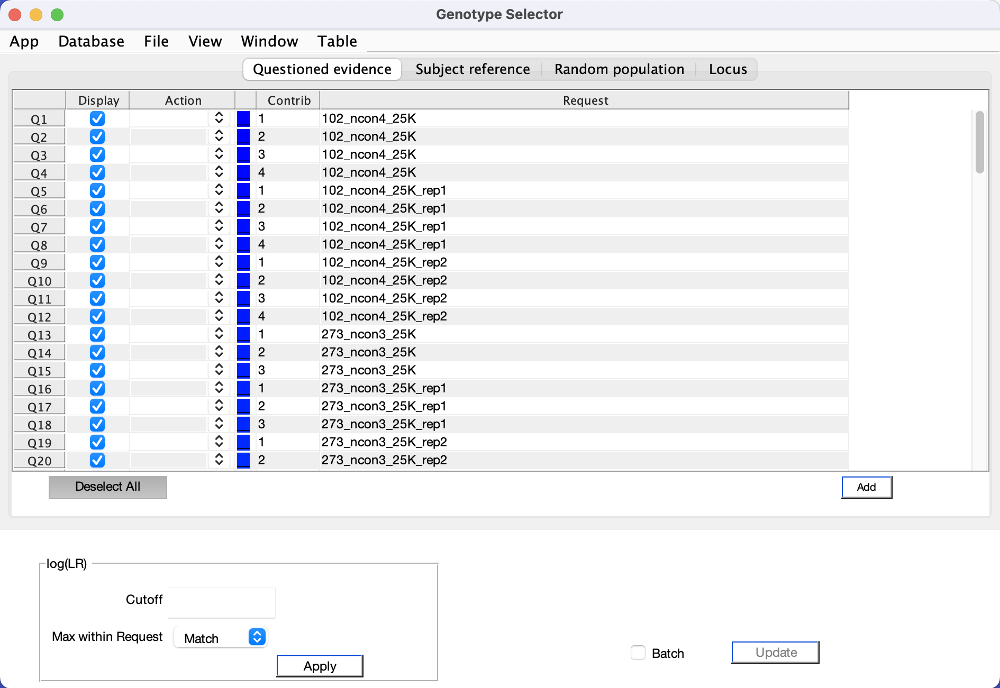 Genotype Selector
App Database File View Window Table
Questioned evidence Subject reference Random population Locus
Display Action Contrib Request
Q1 1 102_ncon4_25K
Q2 2 102_ncon4_25K
Q3 3 102_ncon4_25K
Q4 4 102_ncon4_25K
Q5 1 102_ncon4_25K_rep1
Q6 2 102_ncon4_25K_rep1
Q7 3 102_ncon4_25K_rep1
Q8 4 102_ncon4_25K_rep1
Q9 1 102_ncon4_25K_rep2
Q10 2 102_ncon4_25K_rep2
Q11 3 102_ncon4_25K_rep2
Q12 4 102_ncon4_25K_rep2
Q13 1 273_ncon3_25K
Q14 2 273_ncon3_25K
Q15 3 273_ncon3_25K
Q16 1 273_ncon3_25K_rep1
Q17 2 273_ncon3_25K_rep1
Q18 3 273_ncon3_25K_rep1
Q19 1 273_ncon3_25K_rep2
Q20 2 273_ncon3_25K_rep2
Deselect All Add
log(LR)
Cutoff
Max within Request Match
Batch Update
Apply